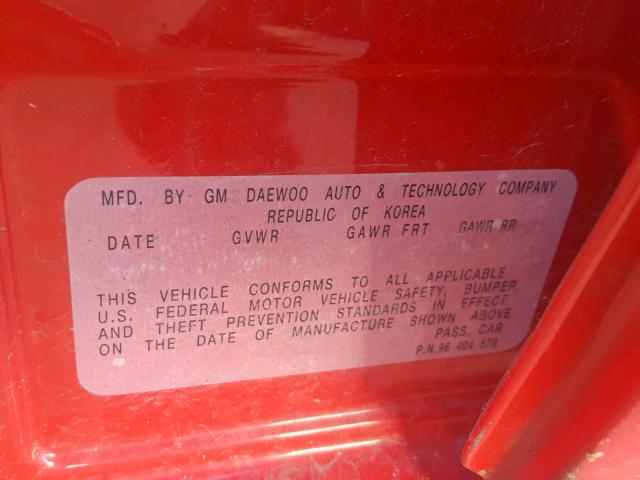 MFD. BY GM DAEWOO AUTO & TECHNOLOGY COMPANY
REPUBLIC OF KOREA
DATE GVWR GAWR FRT GAWR RR
THIS VEHICLE CONFORMS TO ALL APPLICABLE
U.S. FEDERAL MOTOR VEHICLE SAFETY, BUMPER
AND THEFT PREVENTION STANDARDS IN EFFECT
ON THE DATE OF MANUFACTURE SHOWN ABOVE
PASS. CAR
P.N.96 404 578